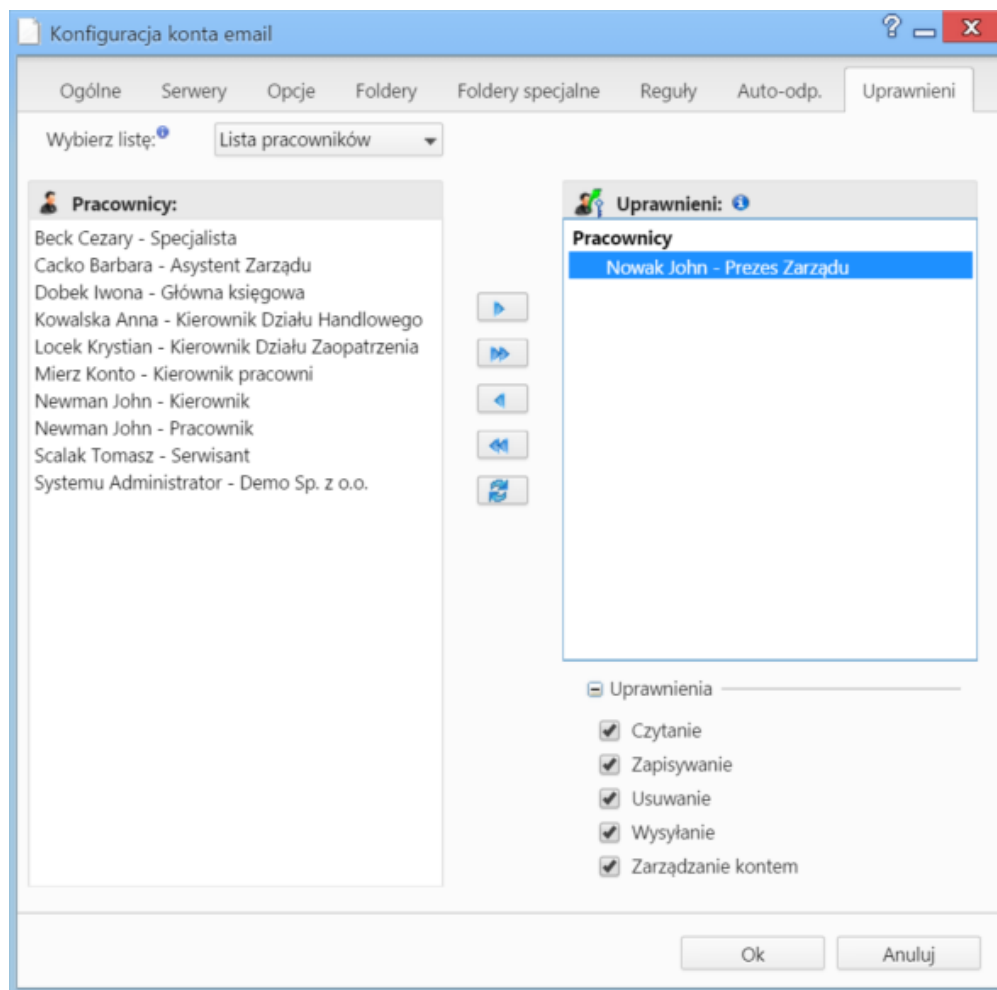 Konfiguracja konta email
Ogólne Serwery Opcje Foldery Foldery specjalne Reguły Auto-odp. Uprawnieni
Wybierz listę: Lista pracowników
Pracownicy:
Beck Cezary - Specjalista
Cacko Barbara - Asystent Zarządu
Dobek Iwona - Główna księgowa
Kowalska Anna - Kierownik Działu Handlowego
Locek Krystian - Kierownik Działu Zaopatrzenia
Mierz Konto - Kierownik pracowni
Newman John - Kierownik
Newman John - Pracownik
Scalak Tomasz - Serwisant
Systemu Administrator - Demo Sp. z o.o.
Uprawnieni:
Pracownicy
Nowak John - Prezes Zarządu
Uprawnienia
Czytanie
Zapisywanie
Usuwanie
Wysyłanie
Zarządzanie kontem
Ok Anuluj